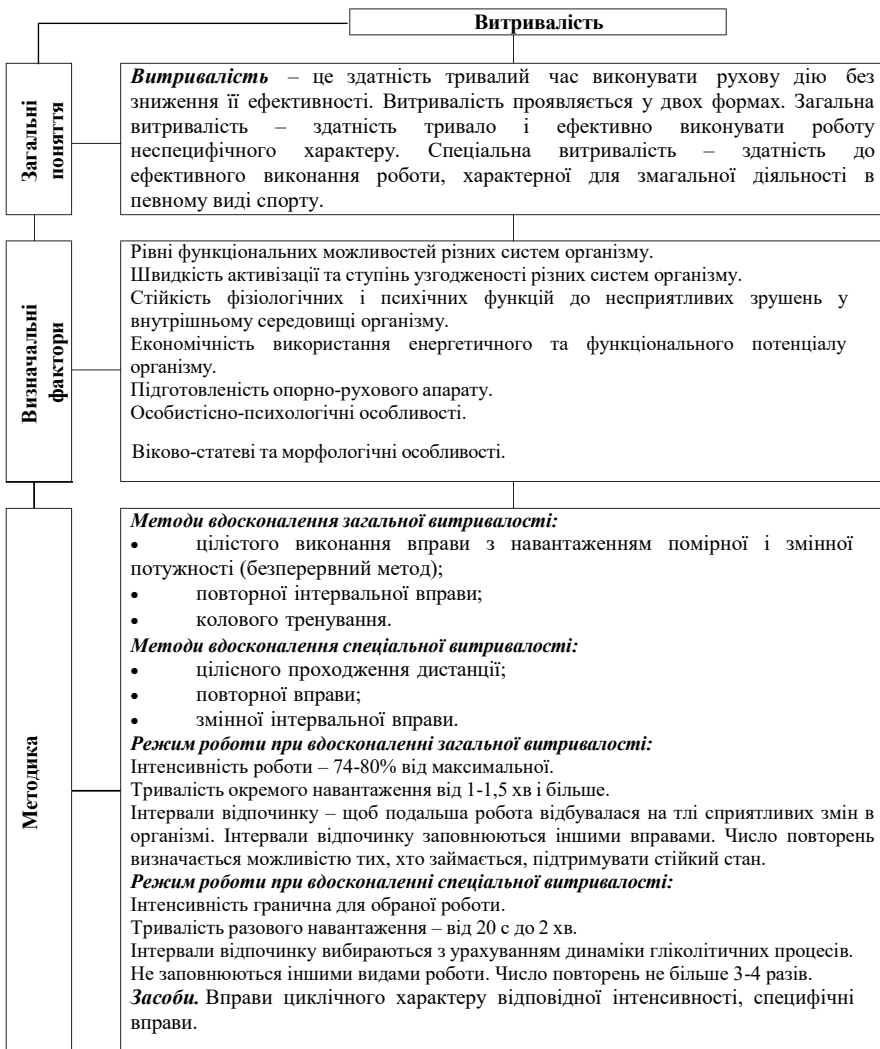 Витривалість
Загальні
поняття
Витривалість – це здатність тривалий час виконувати рухову дію без
зниження її ефективності. Витривалість проявляється у двох формах. Загальна
витривалість – здатність тривало і ефективно виконувати роботу
неспецифічного характеру. Спеціальна витривалість – здатність до
ефективного виконання роботи, характерної для змагальної діяльності в
певному виді спорту.
Визначальні
фактори
Рівні функціональних можливостей різних систем організму.
Швидкість активізації та ступінь узгодженості різних систем організму.
Стійкість фізіологічних і психічних функцій до несприятливих зрушень у
внутрішньому середовищі організму.
Економічність використання енергетичного та функціонального потенціалу
організму.
Підготовленість опорно-рухового апарату.
Особистісно-психологічні особливості.
Віково-статеві та морфологічні особливості.
Методика
Методи вдосконалення загальної витривалості:
• цілістого виконання вправи з навантаженням помірної і змінної
потужності (безперервний метод);
• повторної інтервальної вправи;
• колового тренування.
Методи вдосконалення спеціальної витривалості:
• цілісного проходження дистанції;
• повторної вправи;
• змінної інтервальної вправи.
Режим роботи при вдосконаленні загальної витривалості:
Інтенсивність роботи – 74-80% від максимальної.
Тривалість окремого навантаження від 1-1,5 хв і більше.
Інтервали відпочинку – щоб подальша робота відбувалася на тлі сприятливих змін в
організмі. Інтервали відпочинку заповнюються іншими вправами. Число повторень
визначається можливістю тих, хто займається, підтримувати стійкий стан.
Режим роботи при вдосконаленні спеціальної витривалості:
Інтенсивність гранична для обраної роботи.
Тривалість разового навантаження – від 20 с до 2 хв.
Інтервали відпочинку вибираються з урахуванням динаміки гліколітичних процесів.
Не заповнюються іншими видами роботи. Число повторень не більше 3-4 разів.
Засоби. Вправи циклічного характеру відповідної інтенсивності, специфічні
вправи.